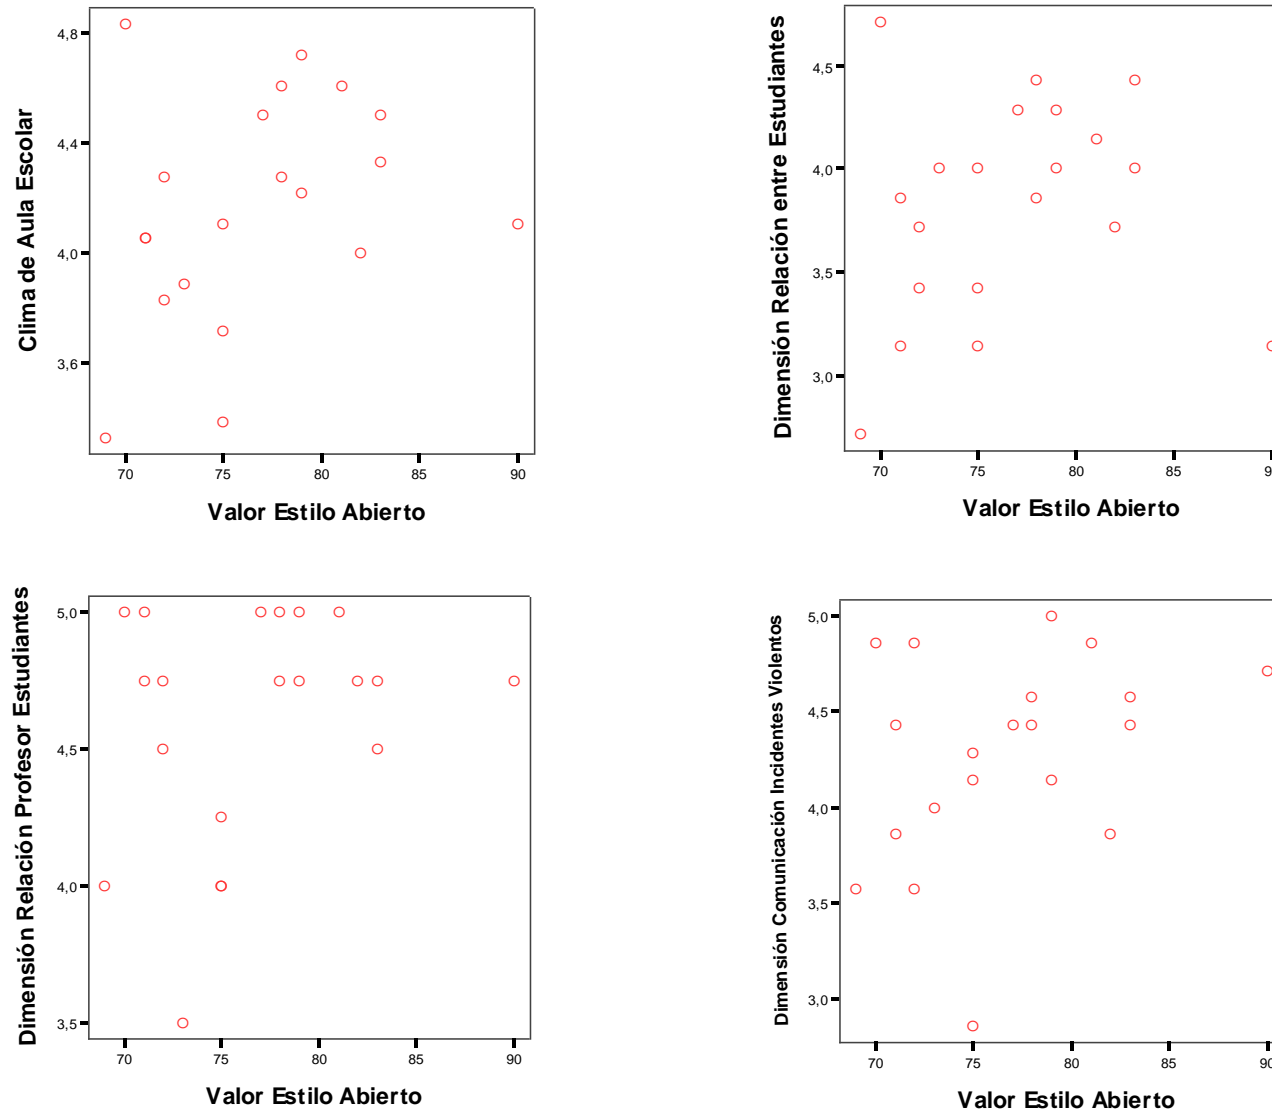 Clima de Aula Escolar
4,8
4,4
4,0
3,6
70 75 80 85 90
Valor Estilo Abierto
Dimensión Relación entre Estudiantes
4,5
4,0
3,5
3,0
70 75 80 85 9
Valor Estilo Abierto
Dimensión Relación Profesor Estudiantes
5,0
4,5
4,0
3,5
70 75 80 85 90
Valor Estilo Abierto
Dimensión Comunicación Incidentes Violentos
5,0
4,5
4,0
3,5
3,0
70 75 80 85 90
Valor Estilo Abierto